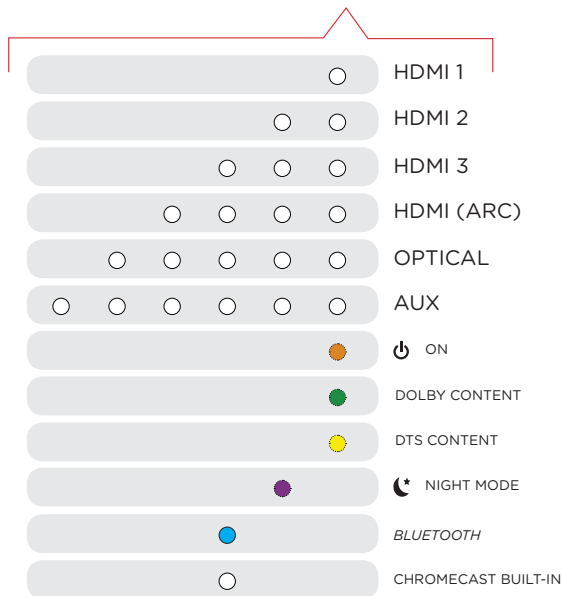 HDMI 1
HDMI 2
HDMI 3
HDMI (ARC)
OPTICAL
AUX
ON
DOLBY CONTENT
DTS CONTENT
NIGHT MODE
BLUETOOTH
CHROMECAST BUILT-IN